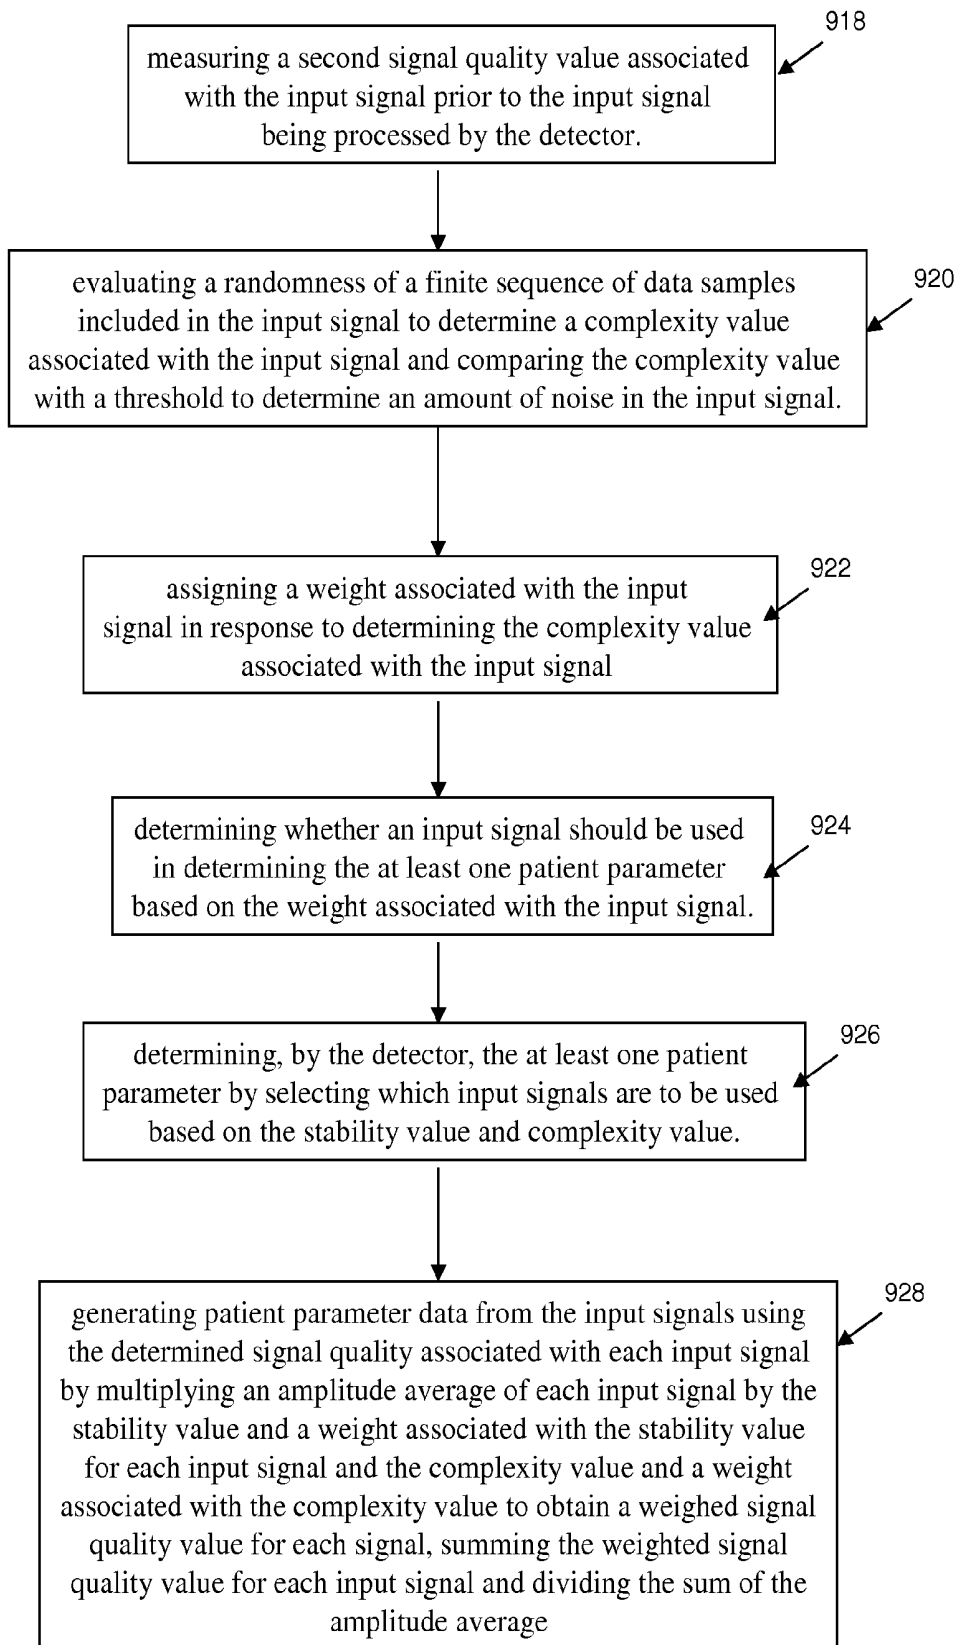 918
measuring a second signal quality value associated
with the input signal prior to the input signal
being processed by the detector.
920
evaluating a randomness of a finite sequence of data samples
included in the input signal to determine a complexity value
associated with the input signal and comparing the complexity value
with a threshold to determine an amount of noise in the input signal.
922
assigning a weight associated with the input
signal in response to determining the complexity value
associated with the input signal
924
determining whether an input signal should be used
in determining the at least one patient parameter
based on the weight associated with the input signal.
926
determining, by the detector, the at least one patient
parameter by selecting which input signals are to be used
based on the stability value and complexity value.
928
generating patient parameter data from the input signals using
the determined signal quality associated with each input signal
by multiplying an amplitude average of each input signal by the
stability value and a weight associated with the stability value
for each input signal and the complexity value and a weight
associated with the complexity value to obtain a weighed signal
quality value for each signal, summing the weighted signal
quality value for each input signal and dividing the sum of the
amplitude average